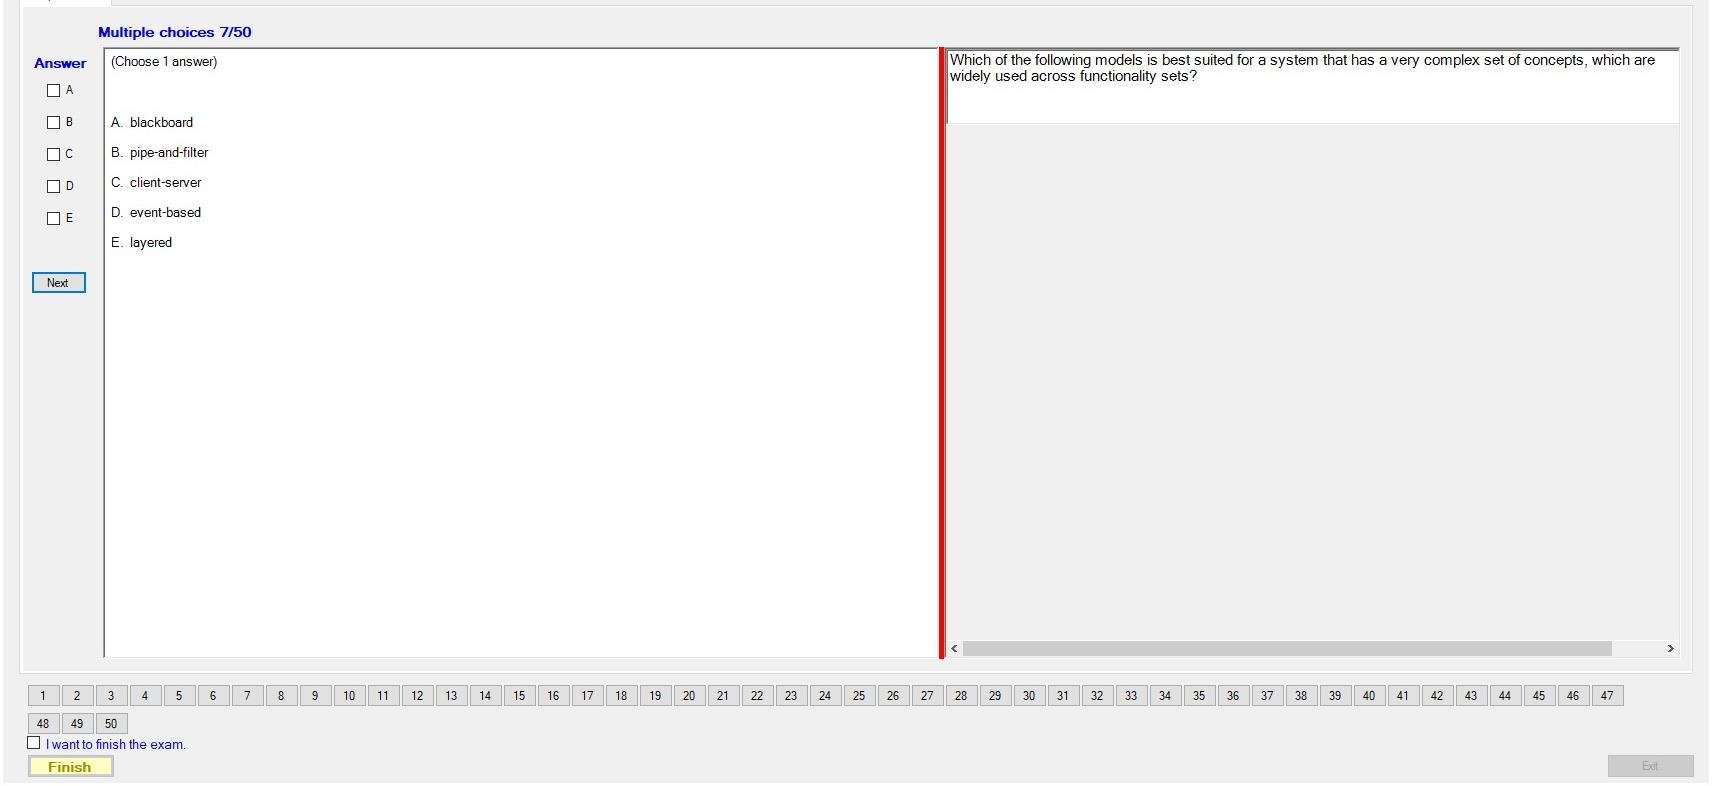 Multiple choices 7/50
Answer
(Choose 1 answer)
Which of the following models is best suited for a system that has a very complex set of concepts, which are
widely used across functionality sets?
A
B
C
D
E
A. blackboard
B. pipe-and-filter
C. client-server
D. event-based
E. layered
Next
1 2 3 4 5 6 7 8 9 10 11 12 13 14 15 16 17 18 19 20 21 22 23 24 25 26 27 28 29 30 31 32 33 34 35 36 37 38 39 40 41 42 43 44 45 46 47
48 49 50
I want to finish the exam.
Finish
Exit